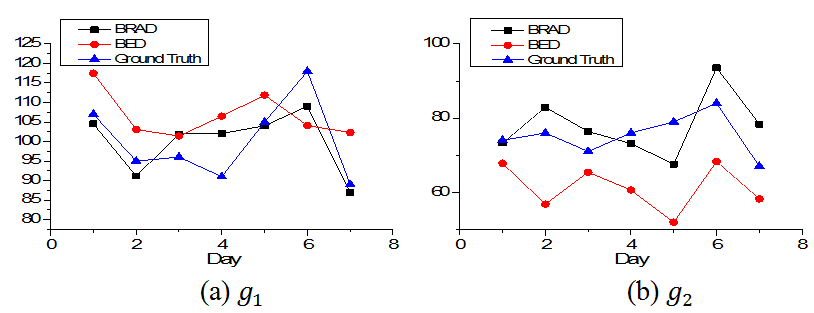 BRAD
BED
Ground Truth
125
120
115
110
105
100
95
90
85
80
0
2
4
6
8
Day
(a) g1
BRAD
BED
Ground Truth
100
80
60
0
2
4
6
8
Day
(b) g2